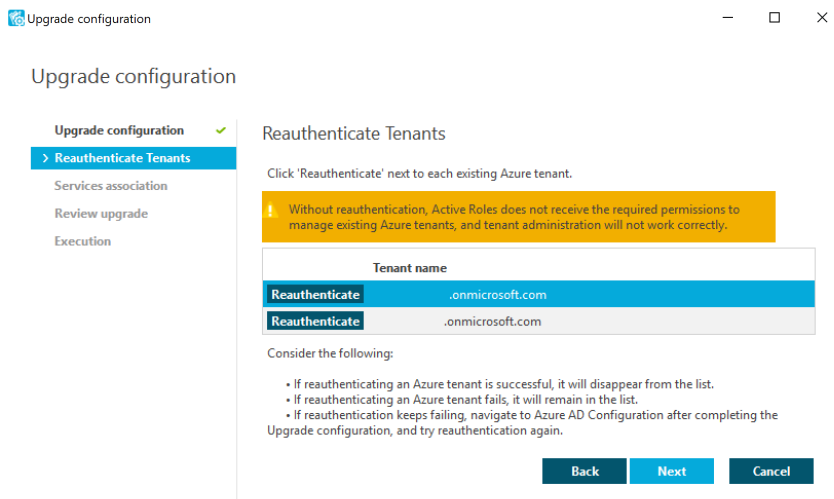 Upgrade configuration
Upgrade configuration
Upgrade configuration
Reauthenticate Tenants
Services association
Review upgrade
Execution
Reauthenticate Tenants
Click 'Reauthenticate' next to each existing Azure tenant.
Without reauthentication, Active Roles does not receive the required permissions to
manage existing Azure tenants, and tenant administration will not work correctly.
Tenant name
Reauthenticate .onmicrosoft.com
Reauthenticate .onmicrosoft.com
Consider the following:
• If reauthenticating an Azure tenant is successful, it will disappear from the list.
• If reauthenticating an Azure tenant fails, it will remain in the list.
• If reauthentication keeps failing, navigate to Azure AD Configuration after completing the
Upgrade configuration, and try reauthentication again.
Back Next Cancel